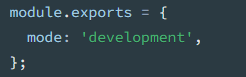 module.exports = {
  mode: 'development',
};